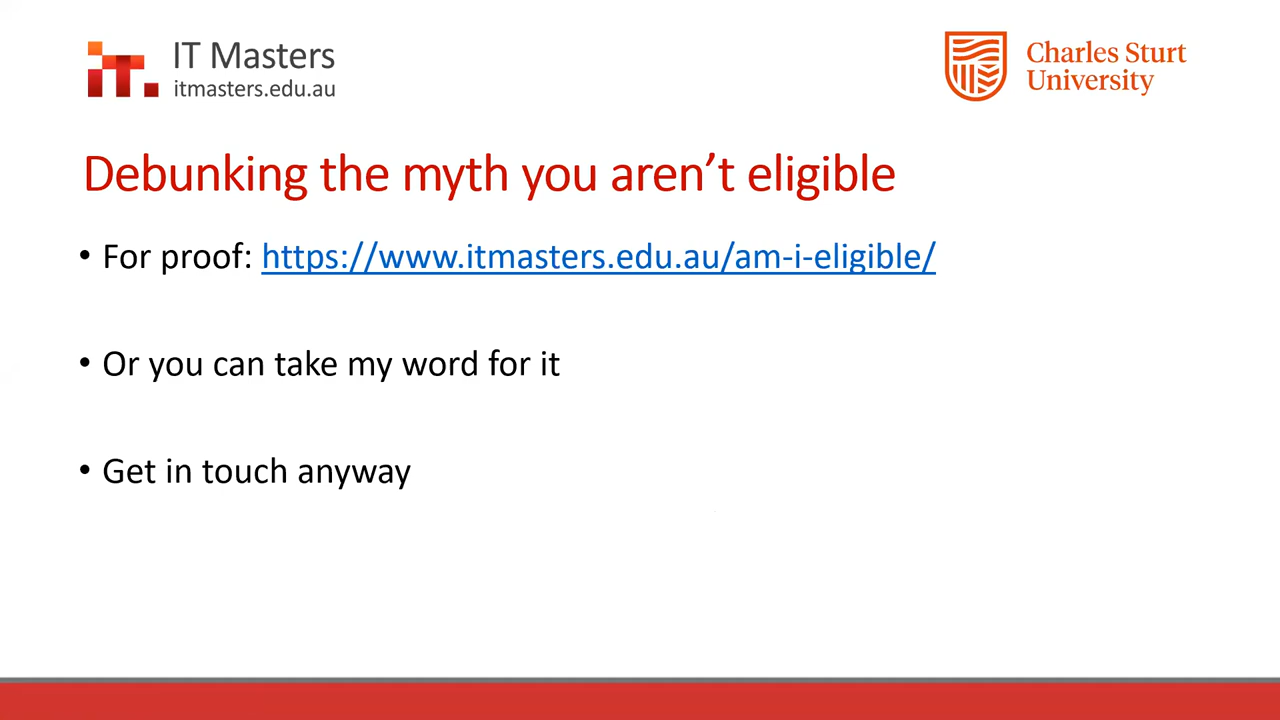 IT Masters
itmasters.edu.au
Charles Sturt
University
Debunking the myth you aren’t eligible
• For proof: https://www.itmasters.edu.au/am-i-eligible/
• Or you can take my word for it
• Get in touch anyway